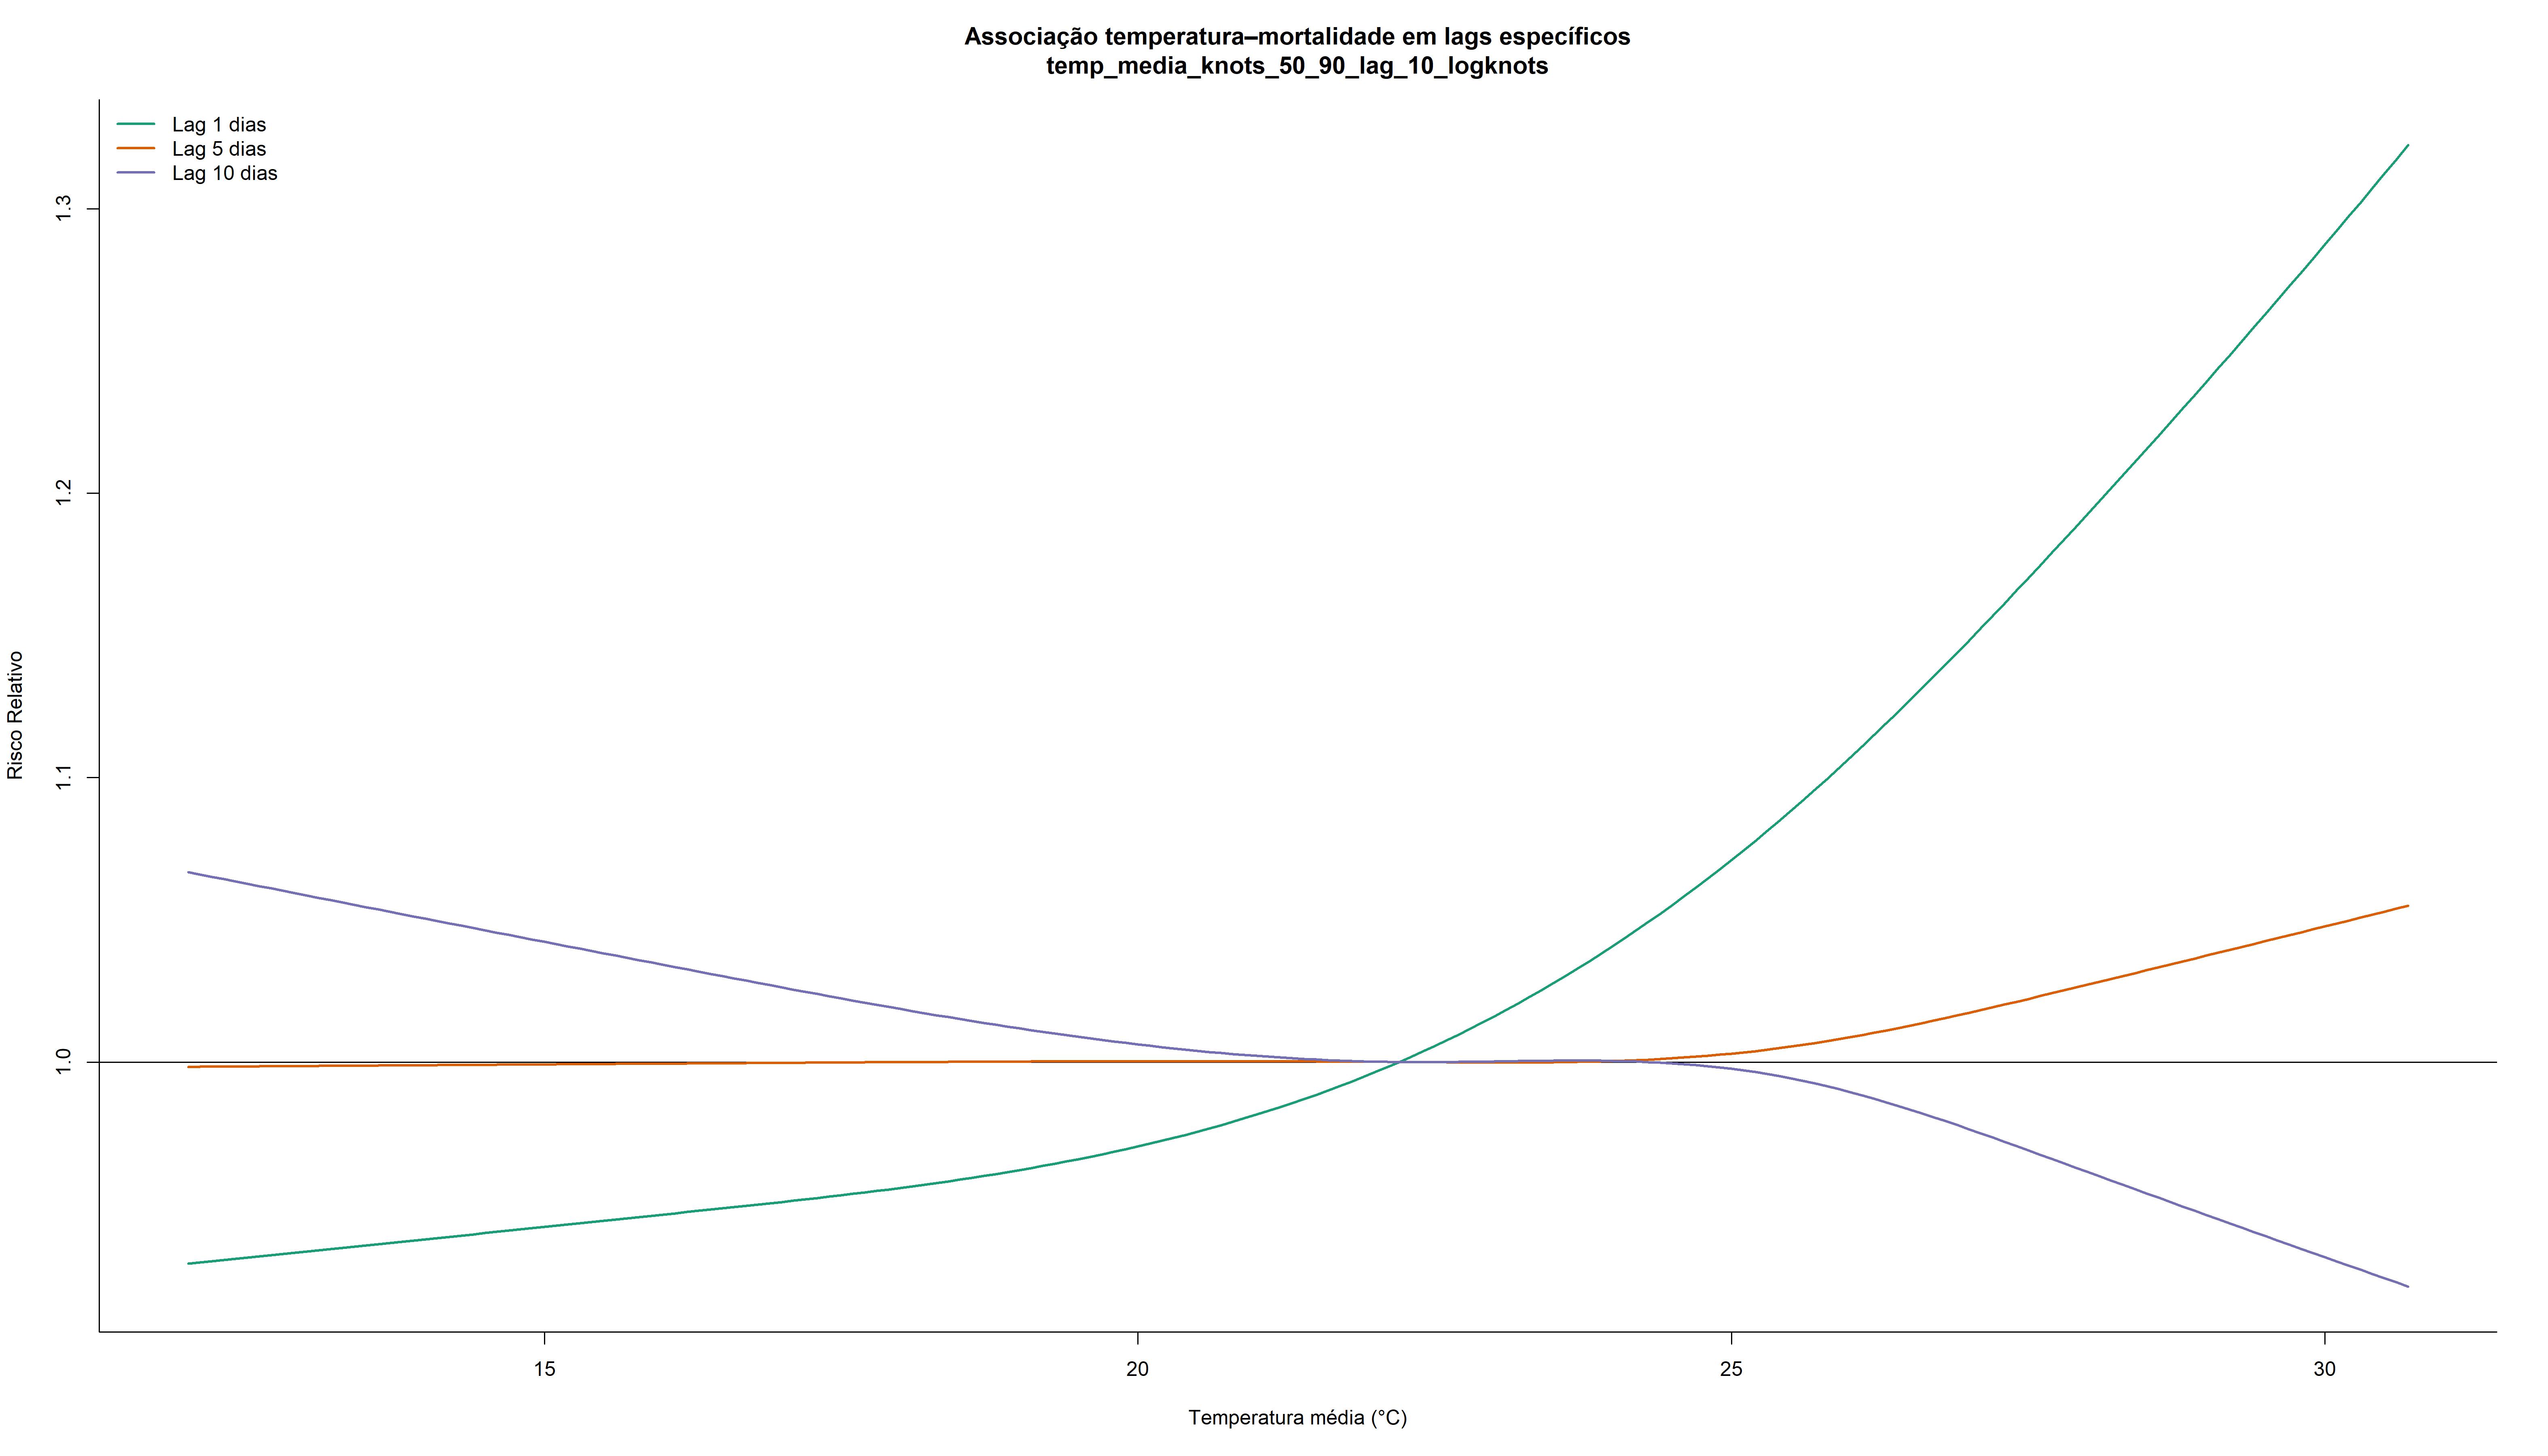 Associação temperatura–mortalidade em lags específicos
temp_media_knots_50_90_lag_10_logknots
Lag 1 dias
Lag 5 dias
Lag 10 dias
1.3
1.2
1.1
1.0
Risco Relativo
15
20
25
30
Temperatura média (°C)